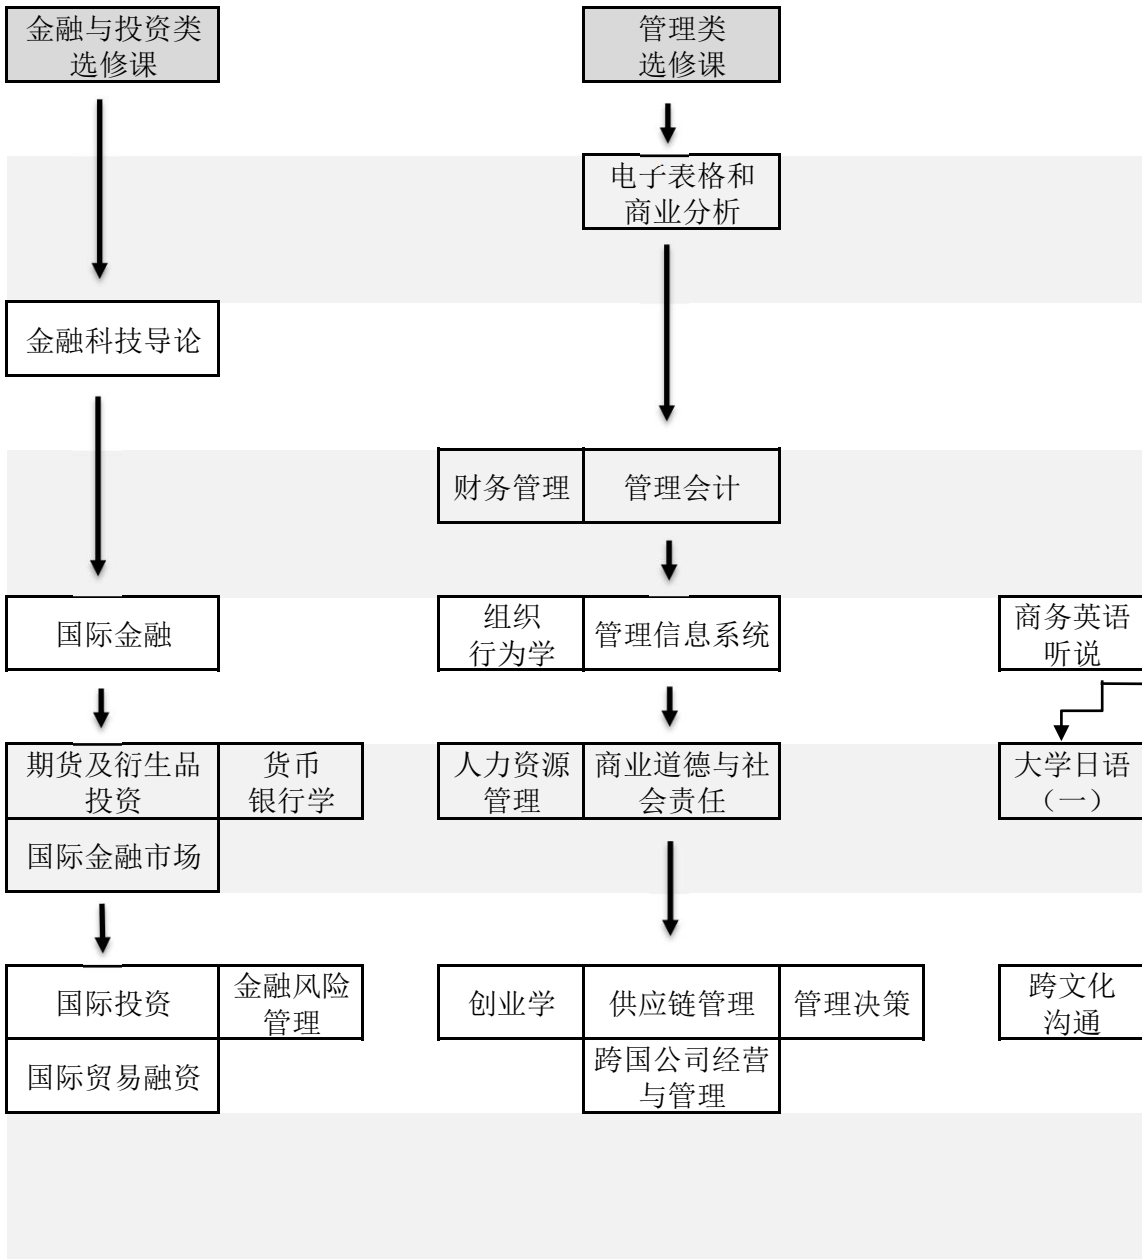 金融与投资类
选修课
管理类
选修课
电子表格和
商业分析
金融科技导论
财务管理
管理会计
国际金融
组织
行为学
管理信息系统
商务英语
听说
期货及衍生品
投资
货币
银行学
人力资源
管理
商业道德与社
会责任
大学日语
（一）
国际金融市场
国际投资
金融风险
管理
创业学
供应链管理
管理决策
跨文化
沟通
国际贸易融资
跨国公司经营
与管理